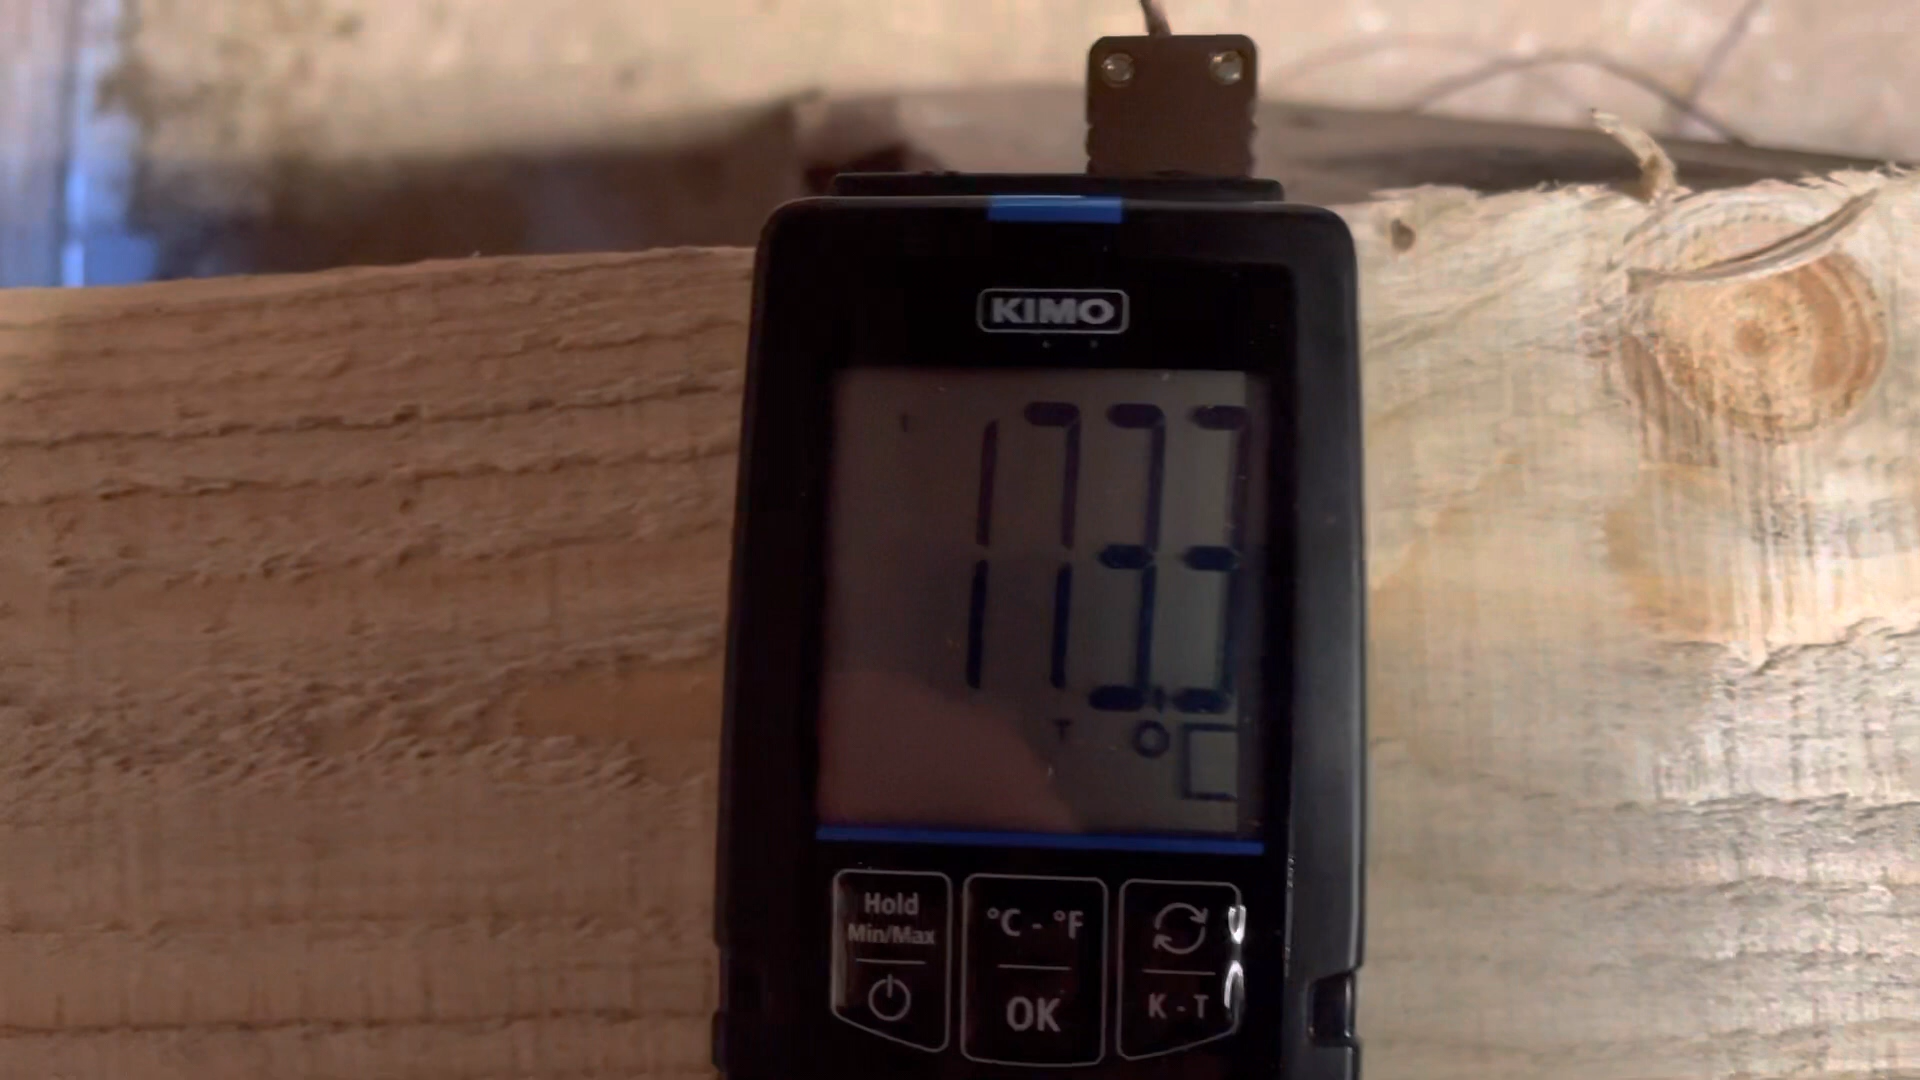 KIMO
173.3
T °C
Hold
Min/Max
°C - °F
OK
K - T